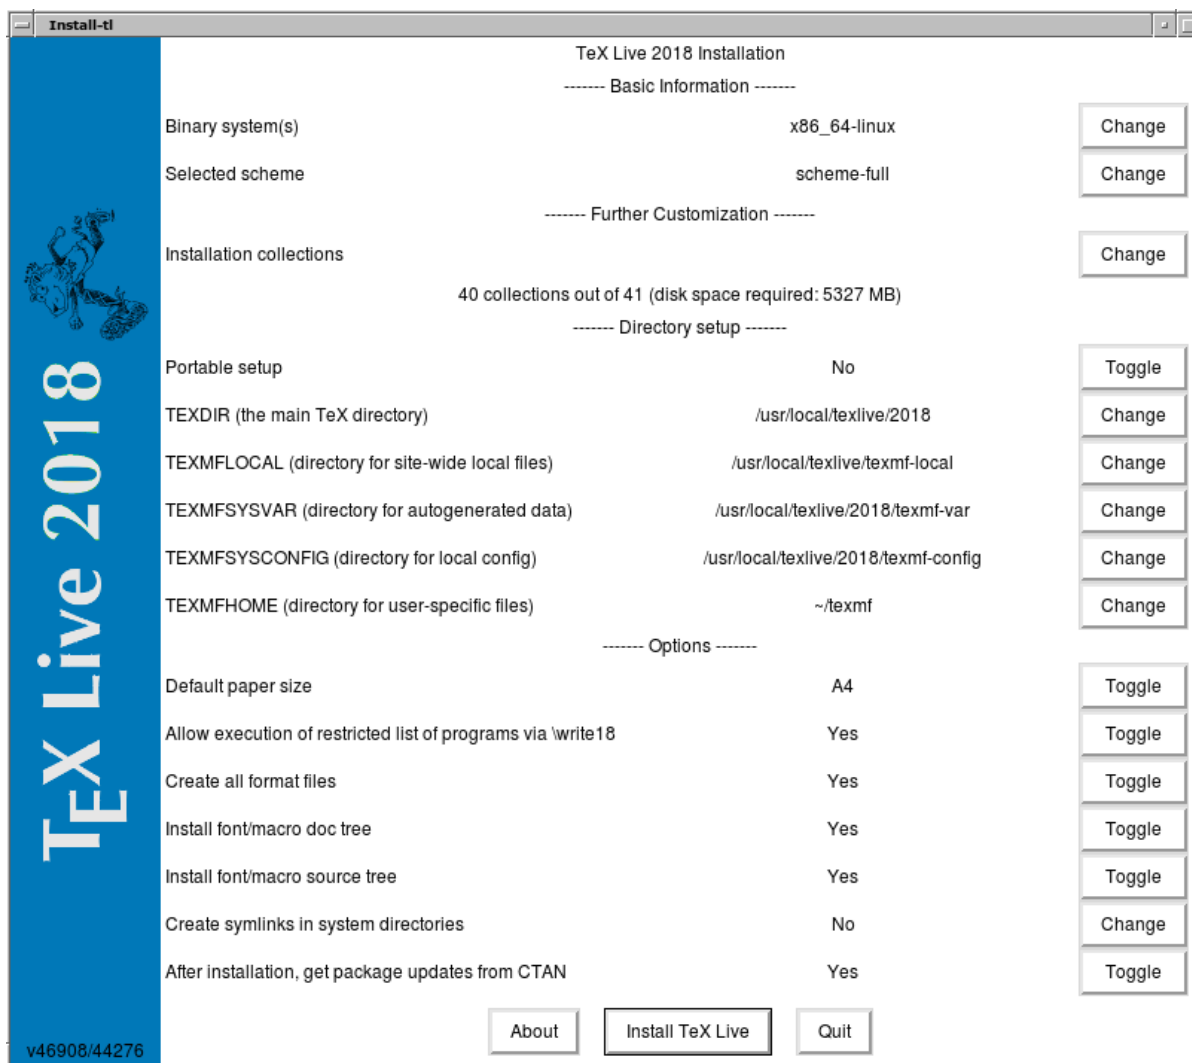 Install-tl
TeX Live 2018 Installation
------- Basic Information -------
Binary system(s) x86_64-linux Change
Selected scheme scheme-full Change
------- Further Customization -------
Installation collections Change
40 collections out of 41 (disk space required: 5327 MB)
------- Directory setup -------
Portable setup No Toggle
TEXDIR (the main TeX directory) /usr/local/texlive/2018 Change
TEXMFLOCAL (directory for site-wide local files) /usr/local/texlive/texmf-local Change
TEXMFSYSVAR (directory for autogenerated data) /usr/local/texlive/2018/texmf-var Change
TEXMFSYSCONFIG (directory for local config) /usr/local/texlive/2018/texmf-config Change
TEXMFHOME (directory for user-specific files) ~/texmf Change
------- Options -------
Default paper size A4 Toggle
Allow execution of restricted list of programs via \write18 Yes Toggle
Create all format files Yes Toggle
Install font/macro doc tree Yes Toggle
Install font/macro source tree Yes Toggle
Create symlinks in system directories No Change
After installation, get package updates from CTAN Yes Toggle
About Install TeX Live Quit
TEX Live 2018
v46908/44276